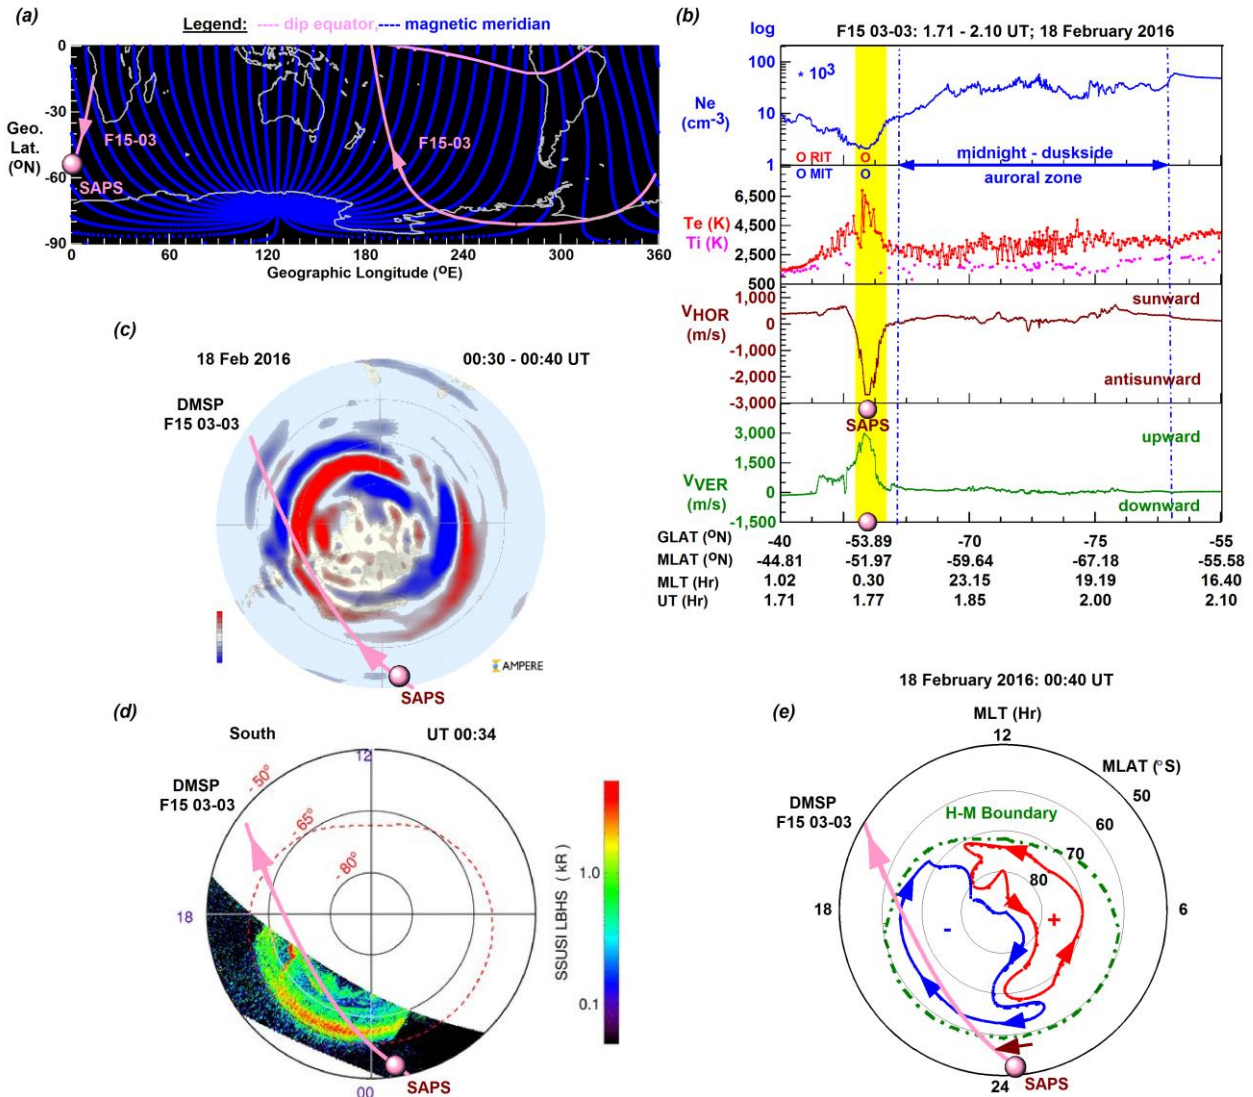 (a)
Legend: ---- dip equator,---- magnetic meridian
0
-30
-60
-90
Geo.
Lat.
(ᴼN)
F15-03
F15-03
SAPS
0 60 120 180 240 300 360
Geographic Longitude (ᴼE)
(b)
log
F15 03-03: 1.71 - 2.10 UT; 18 February 2016
100
10
1
* 10³
Ne
(cm⁻³)
O RIT O
O MIT O
midnight - duskside
auroral zone
6,500
4,500
2,500
500
Te (K)
Ti (K)
1,000
0
-1,000
-2,000
-3,000
V_HOR
(m/s)
sunward
antisunward
SAPS
3,000
1,500
0
-1,500
V_VER
(m/s)
upward
downward
GLAT (ᴼN) -40 -53.89 -70 -75 -55
MLAT (ᴼN) -44.81 -51.97 -59.64 -67.18 -55.58
MLT (Hr) 1.02 0.30 23.15 19.19 16.40
UT (Hr) 1.71 1.77 1.85 2.00 2.10
(c)
18 Feb 2016 00:30 - 00:40 UT
DMSP
F15 03-03
AMPERE
SAPS
(d)
South UT 00:34
DMSP
F15 03-03
12
- 50º
- 65º
- 80º
18
00
SAPS
1.0
0.1
SSUSI LBHS ( kR )
18 February 2016: 00:40 UT
(e)
MLT (Hr)
12
MLAT (°S)
50
60
70
80
DMSP
F15 03-03
H-M Boundary
18
6
-
+
24
SAPS